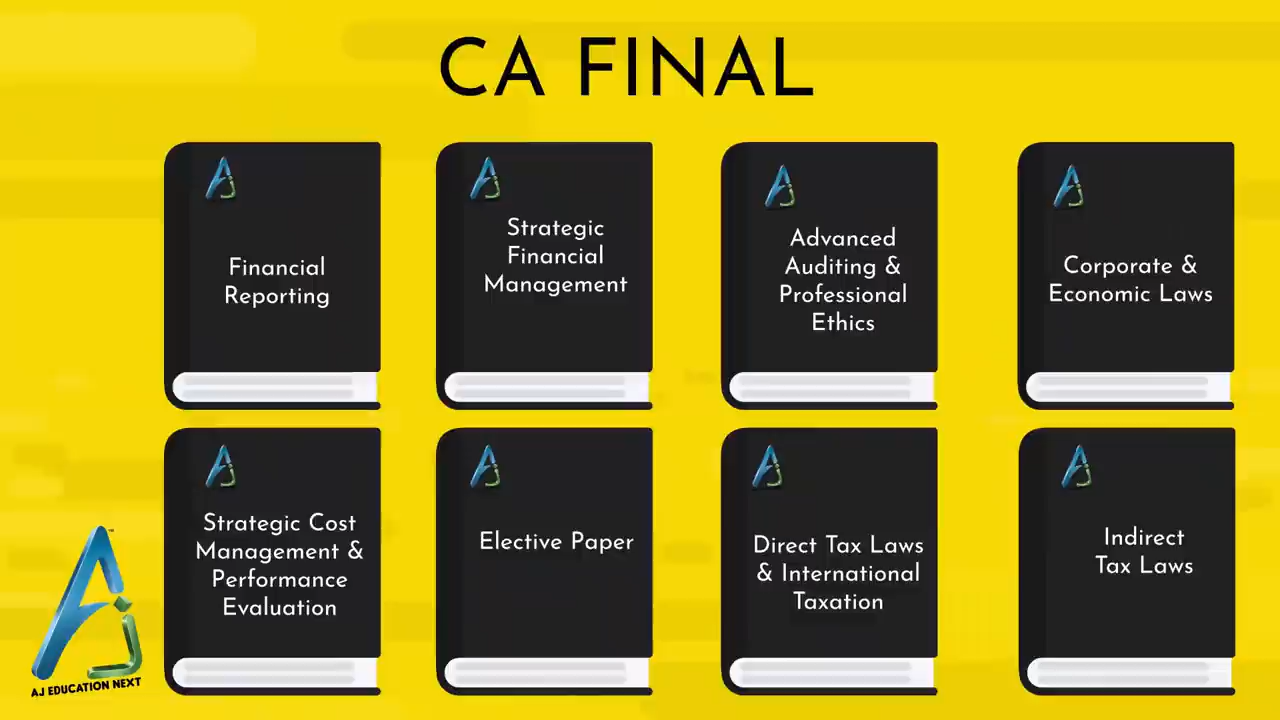 CA FINAL
Financial
Reporting
Strategic
Financial
Management
Advanced
Auditing &
Professional
Ethics
Corporate &
Economic Laws
Strategic Cost
Management &
Performance
Evaluation
Elective Paper
Direct Tax Laws
& International
Taxation
Indirect
Tax Laws
AJ EDUCATION NEXT